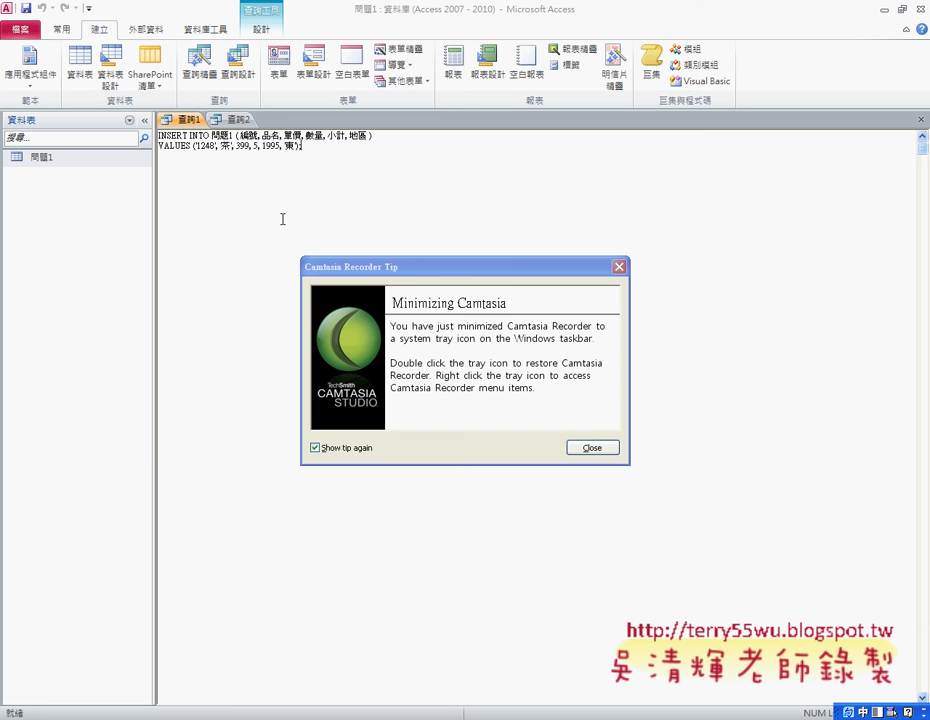 問題1 : 資料庫 (Access 2007 - 2010) - Microsoft Access
查詢工具
檔案
常用
建立
外部資料
資料庫工具
設計
應用程式組件
資料表
資料表設計
SharePoint 清單
查詢精靈
查詢設計
表單
表單設計
空白表單
表單精靈
導覽
其他表單
報表
報表設計
空白報表
報表精靈
標籤
明信片精靈
巨集
模組
類別模組
Visual Basic
範本
資料表
查詢
表單
報表
巨集與程式碼
資料表
搜尋...
問題1
查詢1
查詢2
INSERT INTO 問題1 ( 編號, 品名, 單價, 數量, 小計, 地區 )
VALUES ('1248', '茶', 399, 5, 1995, '東');
Camtasia Recorder Tip
Minimizing Camtasia
You have just minimized Camtasia Recorder to
a system tray icon on the Windows taskbar.
Double click the tray icon to restore Camtasia
Recorder. Right click the tray icon to access
Camtasia Recorder menu items.
TechSmith
CAMTASIA
STUDIO
Show tip again
Close
http://terry55wu.blogspot.tw
吳清輝老師錄製
就緒
NUM L
中